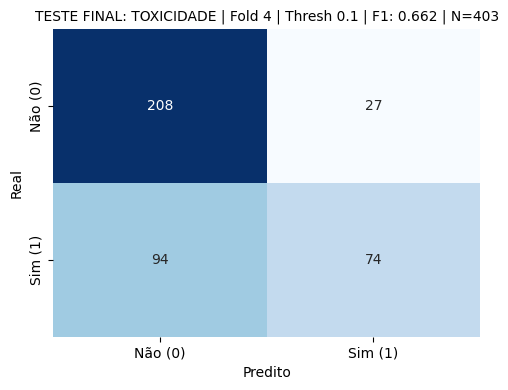 TESTE FINAL: TOXICIDADE | Fold 4 | Thresh 0.1 | F1: 0.662 | N=403
Real
Não (0)
208
27
Sim (1)
94
74
Não (0)
Sim (1)
Predito